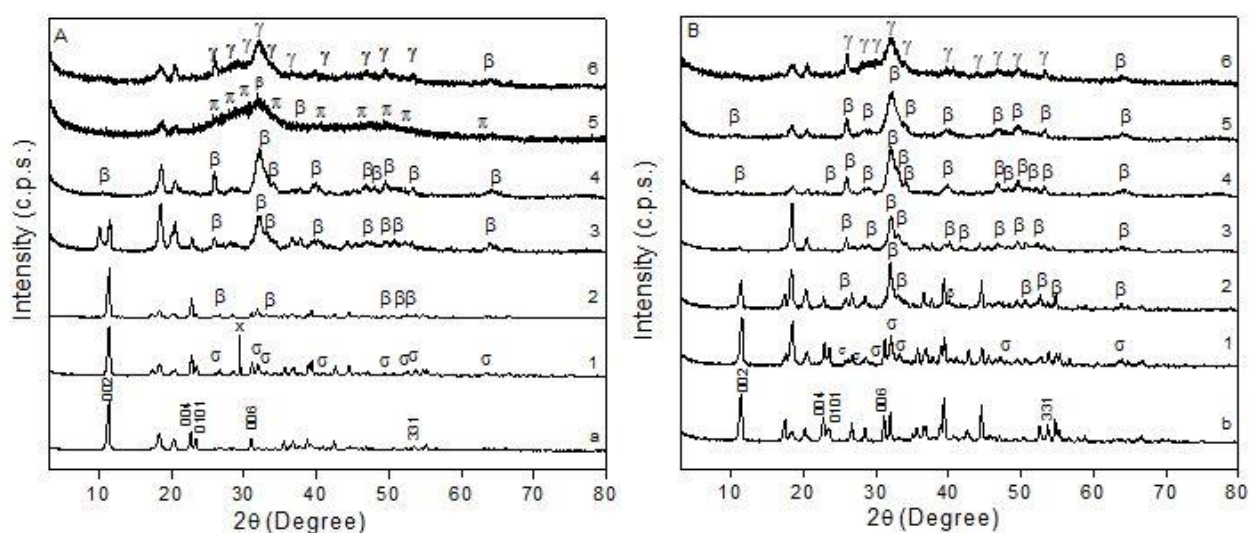 A
γ γ γ γ γ γ γ γ γ γ β
6
π π π β π β π π π π π
5
β β β β β β β β β β
4
β β β β β β β β
3
β β β β β
2
σ x σ σ σ σ σ σ σ
1
002 004 0101 006 331
a
10 20 30 40 50 60 70 80
2θ (Degree)
Intensity (c.p.s.)
B
γ γ γ γ γ γ γ γ γ γ β
6
β β β β β β β β β β
5
β β β β β β β β β β β β β β
4
β β β β β β β β β β
3
β β β β β β β β
2
σ σ σ σ σ σ σ
1
002 004 0101 006 331
b
10 20 30 40 50 60 70 80
2θ (Degree)
Intensity (c.p.s.)